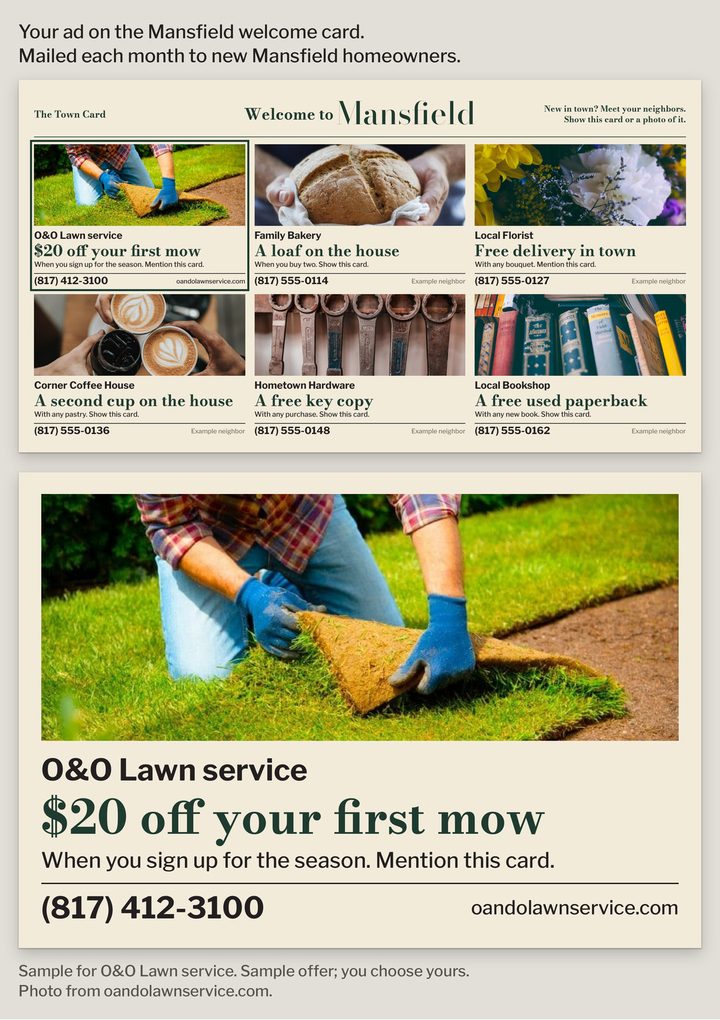 Your ad on the Mansfield welcome card.
Mailed each month to new Mansfield homeowners.
The Town Card
Welcome to Mansfield
New in town? Meet your neighbors.
Show this card or a photo of it.
O&O Lawn service
$20 off your first mow
When you sign up for the season. Mention this card.
(817) 412-3100 oandolawnservice.com
Family Bakery
A loaf on the house
When you buy two. Show this card.
(817) 555-0114 Example neighbor
Local Florist
Free delivery in town
With any bouquet. Mention this card.
(817) 555-0127 Example neighbor
Corner Coffee House
A second cup on the house
With any pastry. Show this card.
(817) 555-0136 Example neighbor
Hometown Hardware
A free key copy
With any purchase. Show this card.
(817) 555-0148 Example neighbor
Local Bookshop
A free used paperback
With any new book. Show this card.
(817) 555-0162 Example neighbor
O&O Lawn service
$20 off your first mow
When you sign up for the season. Mention this card.
(817) 412-3100 oandolawnservice.com
Sample for O&O Lawn service. Sample offer; you choose yours.
Photo from oandolawnservice.com.